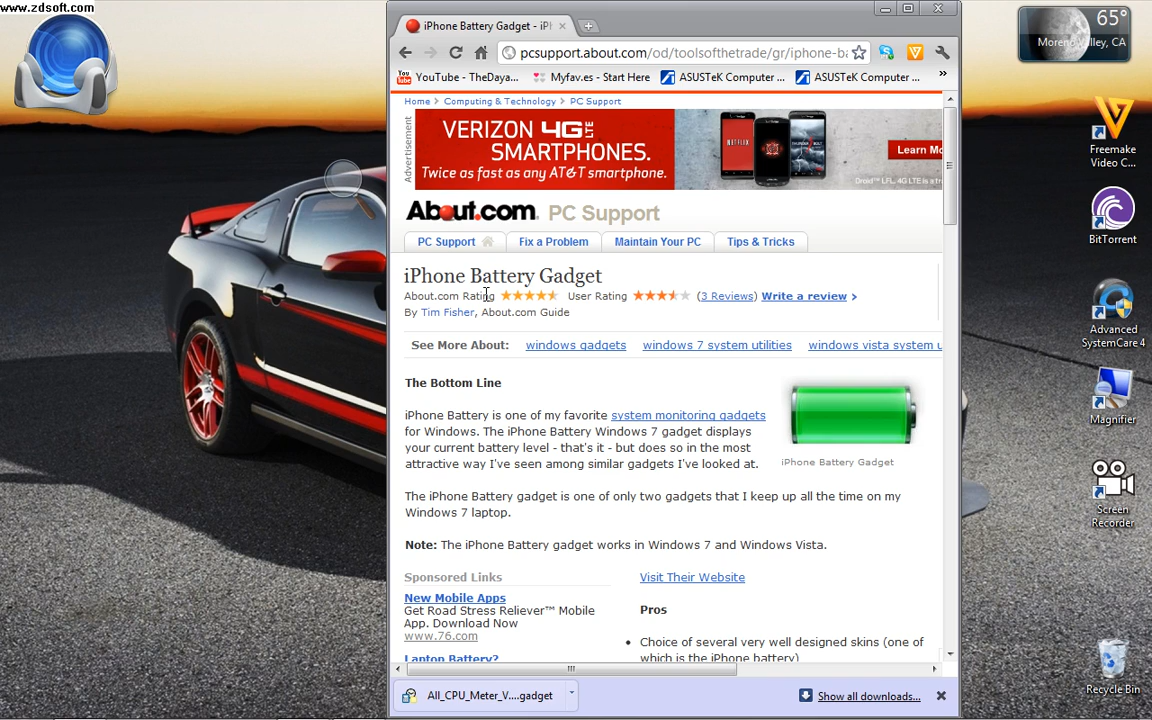 www.zdsoft.com
iPhone Battery Gadget - iPh
pcsupport.about.com/od/toolsofthetrade/gr/iphone-ba
YouTube - TheDaya...
Myfav.es - Start Here
ASUSTeK Computer ...
ASUSTeK Computer ...
»
65°
Moreno Valley, CA
Home > Computing & Technology > PC Support
Advertisement
VERIZON 4G LTE
SMARTPHONES.
Twice as fast as any AT&T smartphone.
NETFLIX
Learn Mo
About.com PC Support
PC Support
Fix a Problem
Maintain Your PC
Tips & Tricks
iPhone Battery Gadget
About.com Rating
User Rating
(3 Reviews) Write a review >
By Tim Fisher, About.com Guide
See More About:
windows gadgets
windows 7 system utilities
windows vista system u
The Bottom Line
iPhone Battery is one of my favorite system monitoring gadgets
for Windows. The iPhone Battery Windows 7 gadget displays
your current battery level - that's it - but does so in the most
attractive way I've seen among similar gadgets I've looked at.
iPhone Battery Gadget
The iPhone Battery gadget is one of only two gadgets that I keep up all the time on my
Windows 7 laptop.
Note: The iPhone Battery gadget works in Windows 7 and Windows Vista.
Sponsored Links
New Mobile Apps
Get Road Stress Reliever™ Mobile
App. Download Now
www.76.com
Laptop Battery?
Visit Their Website
Pros
• Choice of several very well designed skins (one of
which is the iPhone battery)
All_CPU_Meter_V....gadget
Show all downloads...
Freemake
Video C...
BitTorrent
Advanced
SystemCare 4
Magnifier
Screen
Recorder
Recycle Bin